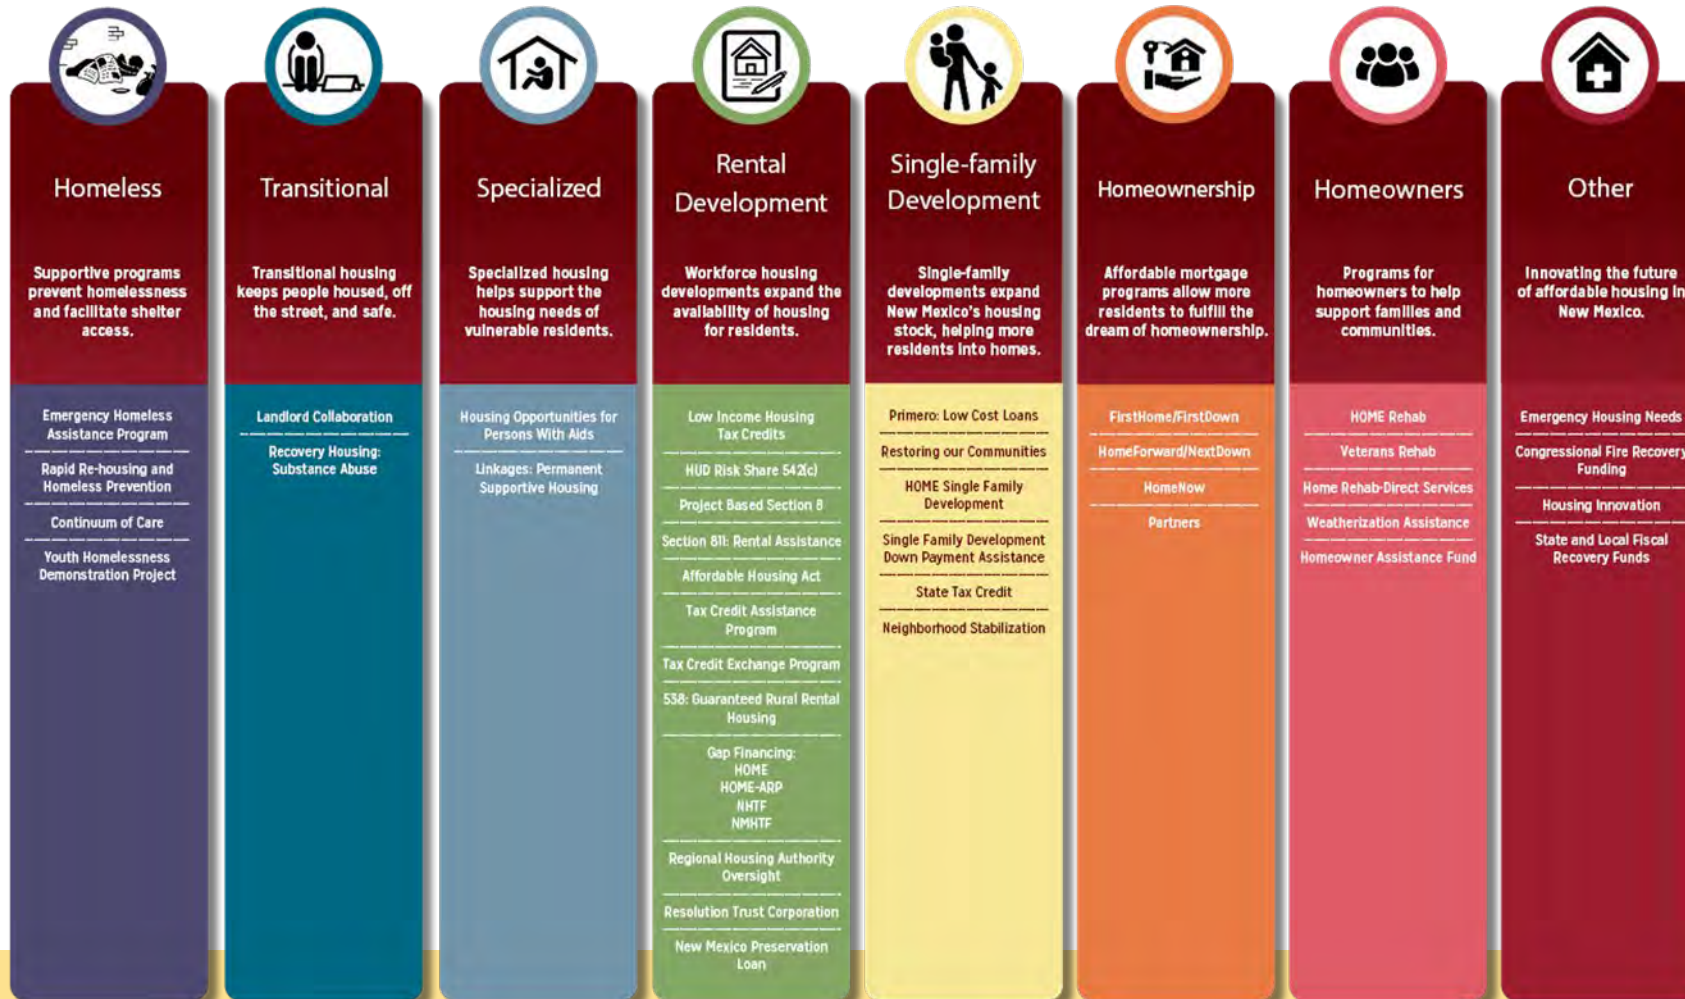 Homeless
Supportive programs
prevent homelessness
and facilitate shelter
access.
Emergency Homeless
Assistance Program
Rapid Re-housing and
Homeless Prevention
Continuum of Care
Youth Homelessness
Demonstration Project
Transitional
Transitional housing
keeps people housed, off
the street, and safe.
Landlord Collaboration
Recovery Housing:
Substance Abuse
Specialized
Specialized housing
helps support the
housing needs of
vulnerable residents.
Housing Opportunities for
Persons With Aids
Linkages: Permanent
Supportive Housing
Rental
Development
Workforce housing
developments expand the
availability of housing
for residents.
Low Income Housing
Tax Credits
HUD Risk Share 542(c)
Project Based Section 8
Section 811: Rental Assistance
Affordable Housing Act
Tax Credit Assistance
Program
Tax Credit Exchange Program
538: Guaranteed Rural Rental
Housing
Gap Financing:
HOME
HOME-ARP
NHTF
NMHTF
Regional Housing Authority
Oversight
Resolution Trust Corporation
New Mexico Preservation
Loan
Single-family
Development
Single-family
developments expand
New Mexico's housing
stock, helping more
residents into homes.
Primero: Low Cost Loans
Restoring our Communities
HOME Single Family
Development
Single Family Development
Down Payment Assistance
State Tax Credit
Neighborhood Stabilization
Homeownership
Affordable mortgage
programs allow more
residents to fulfill the
dream of homeownership.
FirstHome/FirstDown
HomeForward/NextDown
HomeNow
Partners
Homeowners
Programs for
homeowners to help
support families and
communities.
HOME Rehab
Veterans Rehab
Home Rehab-Direct Services
Weatherization Assistance
Homeowner Assistance Fund
Other
Innovating the future
of affordable housing in
New Mexico.
Emergency Housing Needs
Congressional Fire Recovery
Funding
Housing Innovation
State and Local Fiscal
Recovery Funds